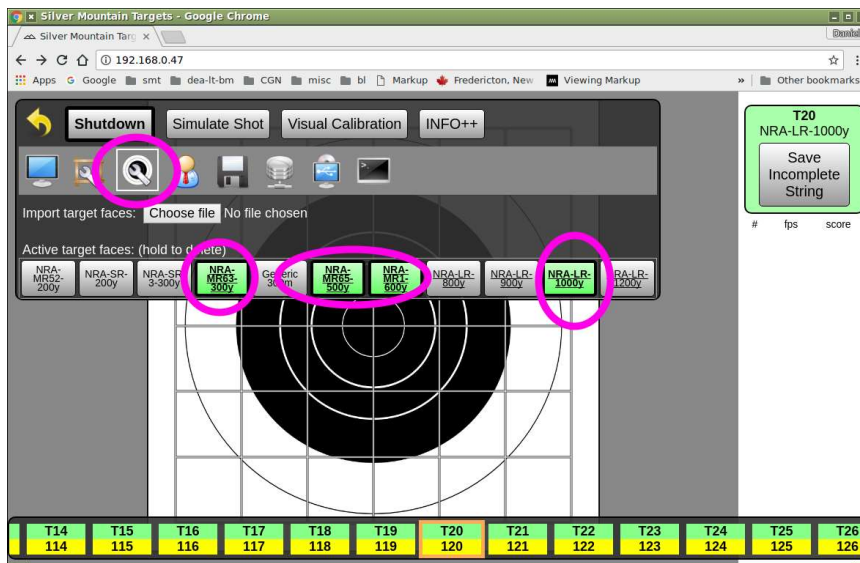 Silver Mountain Targets - Google Chrome
Silver Mountain Targ
Daniel
192.168.0.47
Apps Google smt dea-lt-bm CGN misc bl Markup Fredericton, New Viewing Markup » Other bookmarks
Shutdown Simulate Shot Visual Calibration INFO++
Import target faces: Choose file No file chosen
Active target faces: (hold to delete)
NRA-MR52-200y
NRA-SR-200y
NRA-SR-3-300y
NRA-MR63-300y
Generic 300m
NRA-MR65-500y
NRA-MR1-600y
NRA-LR-800y
NRA-LR-900y
NRA-LR-1000y
RA-LR-1200y
T20
NRA-LR-1000y
Save
Incomplete
String
# fps score
T14 T15 T16 T17 T18 T19 T20 T21 T22 T23 T24 T25 T26
114 115 116 117 118 119 120 121 122 123 124 125 126